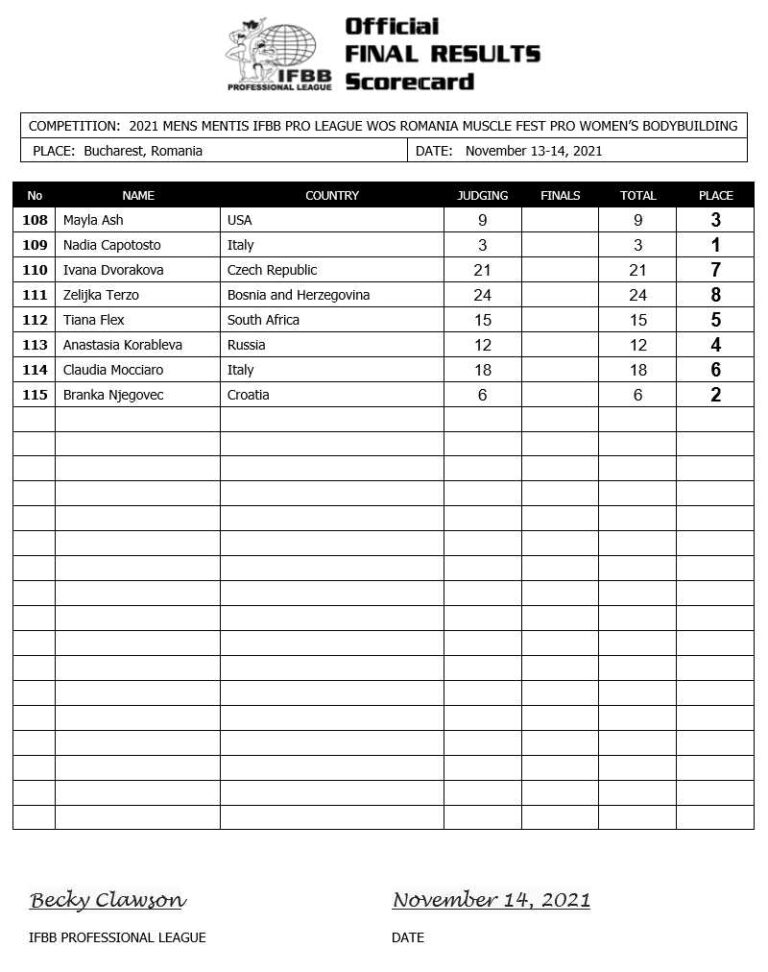 Official
FINAL RESULTS
Scorecard
IFBB
PROFESSIONAL LEAGUE
COMPETITION: 2021 MENS MENTIS IFBB PRO LEAGUE WOS ROMANIA MUSCLE FEST PRO WOMEN'S BODYBUILDING
PLACE: Bucharest, Romania DATE: November 13-14, 2021
No NAME COUNTRY JUDGING FINALS TOTAL PLACE
108 Mayla Ash USA 9 9 3
109 Nadia Capotosto Italy 3 3 1
110 Ivana Dvorakova Czech Republic 21 21 7
111 Zelijka Terzo Bosnia and Herzegovina 24 24 8
112 Tiana Flex South Africa 15 15 5
113 Anastasia Korableva Russia 12 12 4
114 Claudia Mocciaro Italy 18 18 6
115 Branka Njegovec Croatia 6 6 2
Becky Clawson November 14, 2021
IFBB PROFESSIONAL LEAGUE DATE